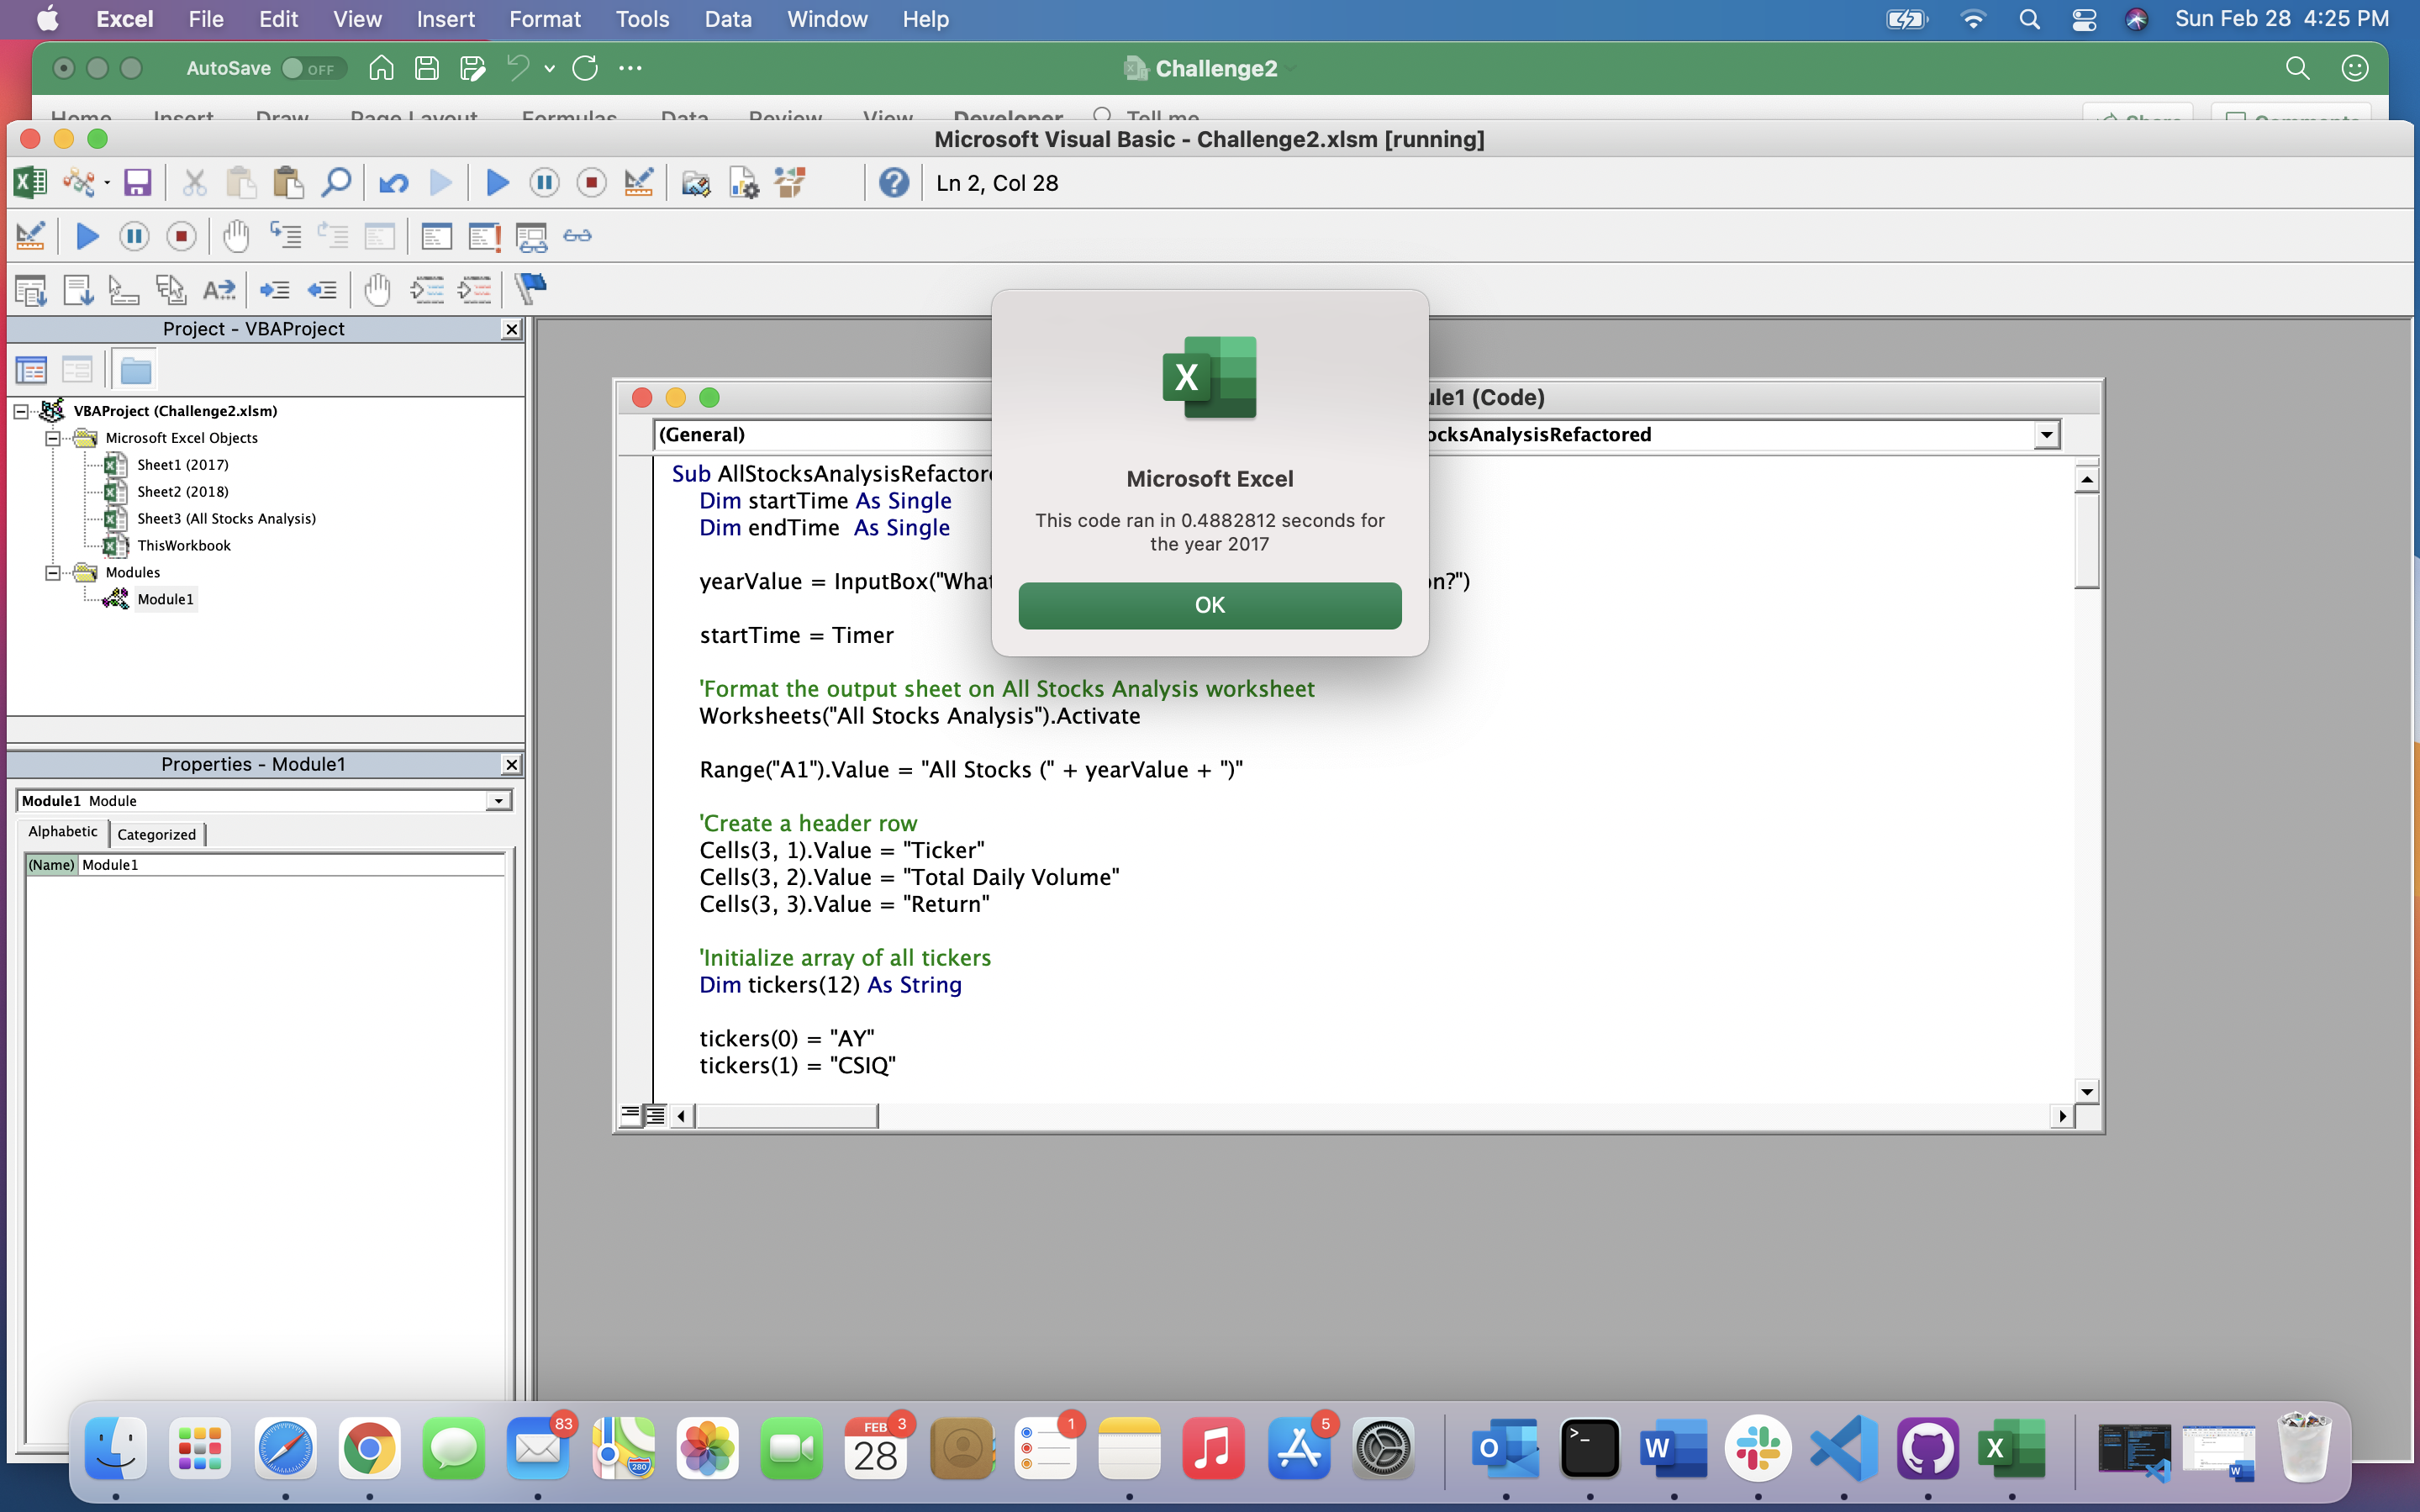 Excel File Edit View Insert Format Tools Data Window Help Sun Feb 28 4:25 PM
AutoSave OFF Challenge2
Home Insert Draw Page Layout Formulas Data Review View Developer Tell me Share Comments
Microsoft Visual Basic - Challenge2.xlsm [running]
Ln 2, Col 28
Project - VBAProject
VBAProject (Challenge2.xlsm)
Microsoft Excel Objects
Sheet1 (2017)
Sheet2 (2018)
Sheet3 (All Stocks Analysis)
ThisWorkbook
Modules
Module1
Properties - Module1
Module1 Module
Alphabetic Categorized
(Name) Module1
ule1 (Code)
(General) ocksAnalysisRefactored
Sub AllStocksAnalysisRefactore
Dim startTime As Single
Dim endTime As Single
yearValue = InputBox("What n?")
startTime = Timer
'Format the output sheet on All Stocks Analysis worksheet
Worksheets("All Stocks Analysis").Activate
Range("A1").Value = "All Stocks (" + yearValue + ")"
'Create a header row
Cells(3, 1).Value = "Ticker"
Cells(3, 2).Value = "Total Daily Volume"
Cells(3, 3).Value = "Return"
'Initialize array of all tickers
Dim tickers(12) As String
tickers(0) = "AY"
tickers(1) = "CSIQ"
Microsoft Excel
This code ran in 0.4882812 seconds for
the year 2017
OK
83
FEB 3
28
1
5
280